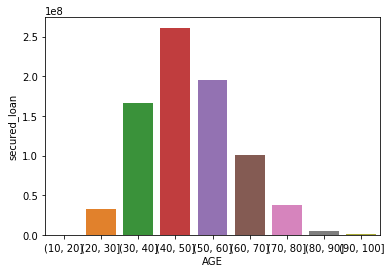 1e8
2.5
2.0
1.5
1.0
0.5
0.0
secured_loan
(10, 20] (20, 30] (30, 40] (40, 50] (50, 60] (60, 70] (70, 80] (80, 90] (90, 100]
AGE